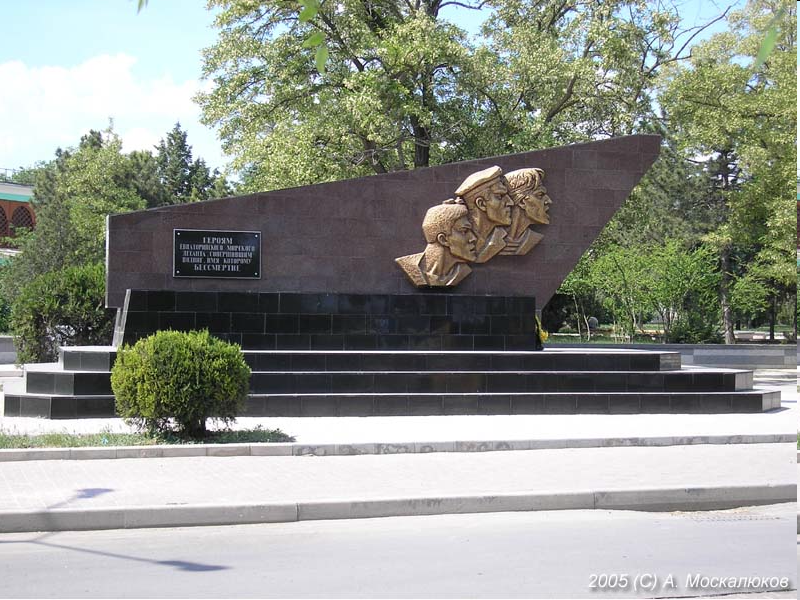 ГЕРОЯМ
ЕВПАТОРИЙСКОГО МОРСКОГО
ДЕСАНТА СОВЕРШИВШИМ
ПОДВИГ, ИМЯ КОТОРОМУ
БЕССМЕРТИЕ
2005 (C) А. Москалюков